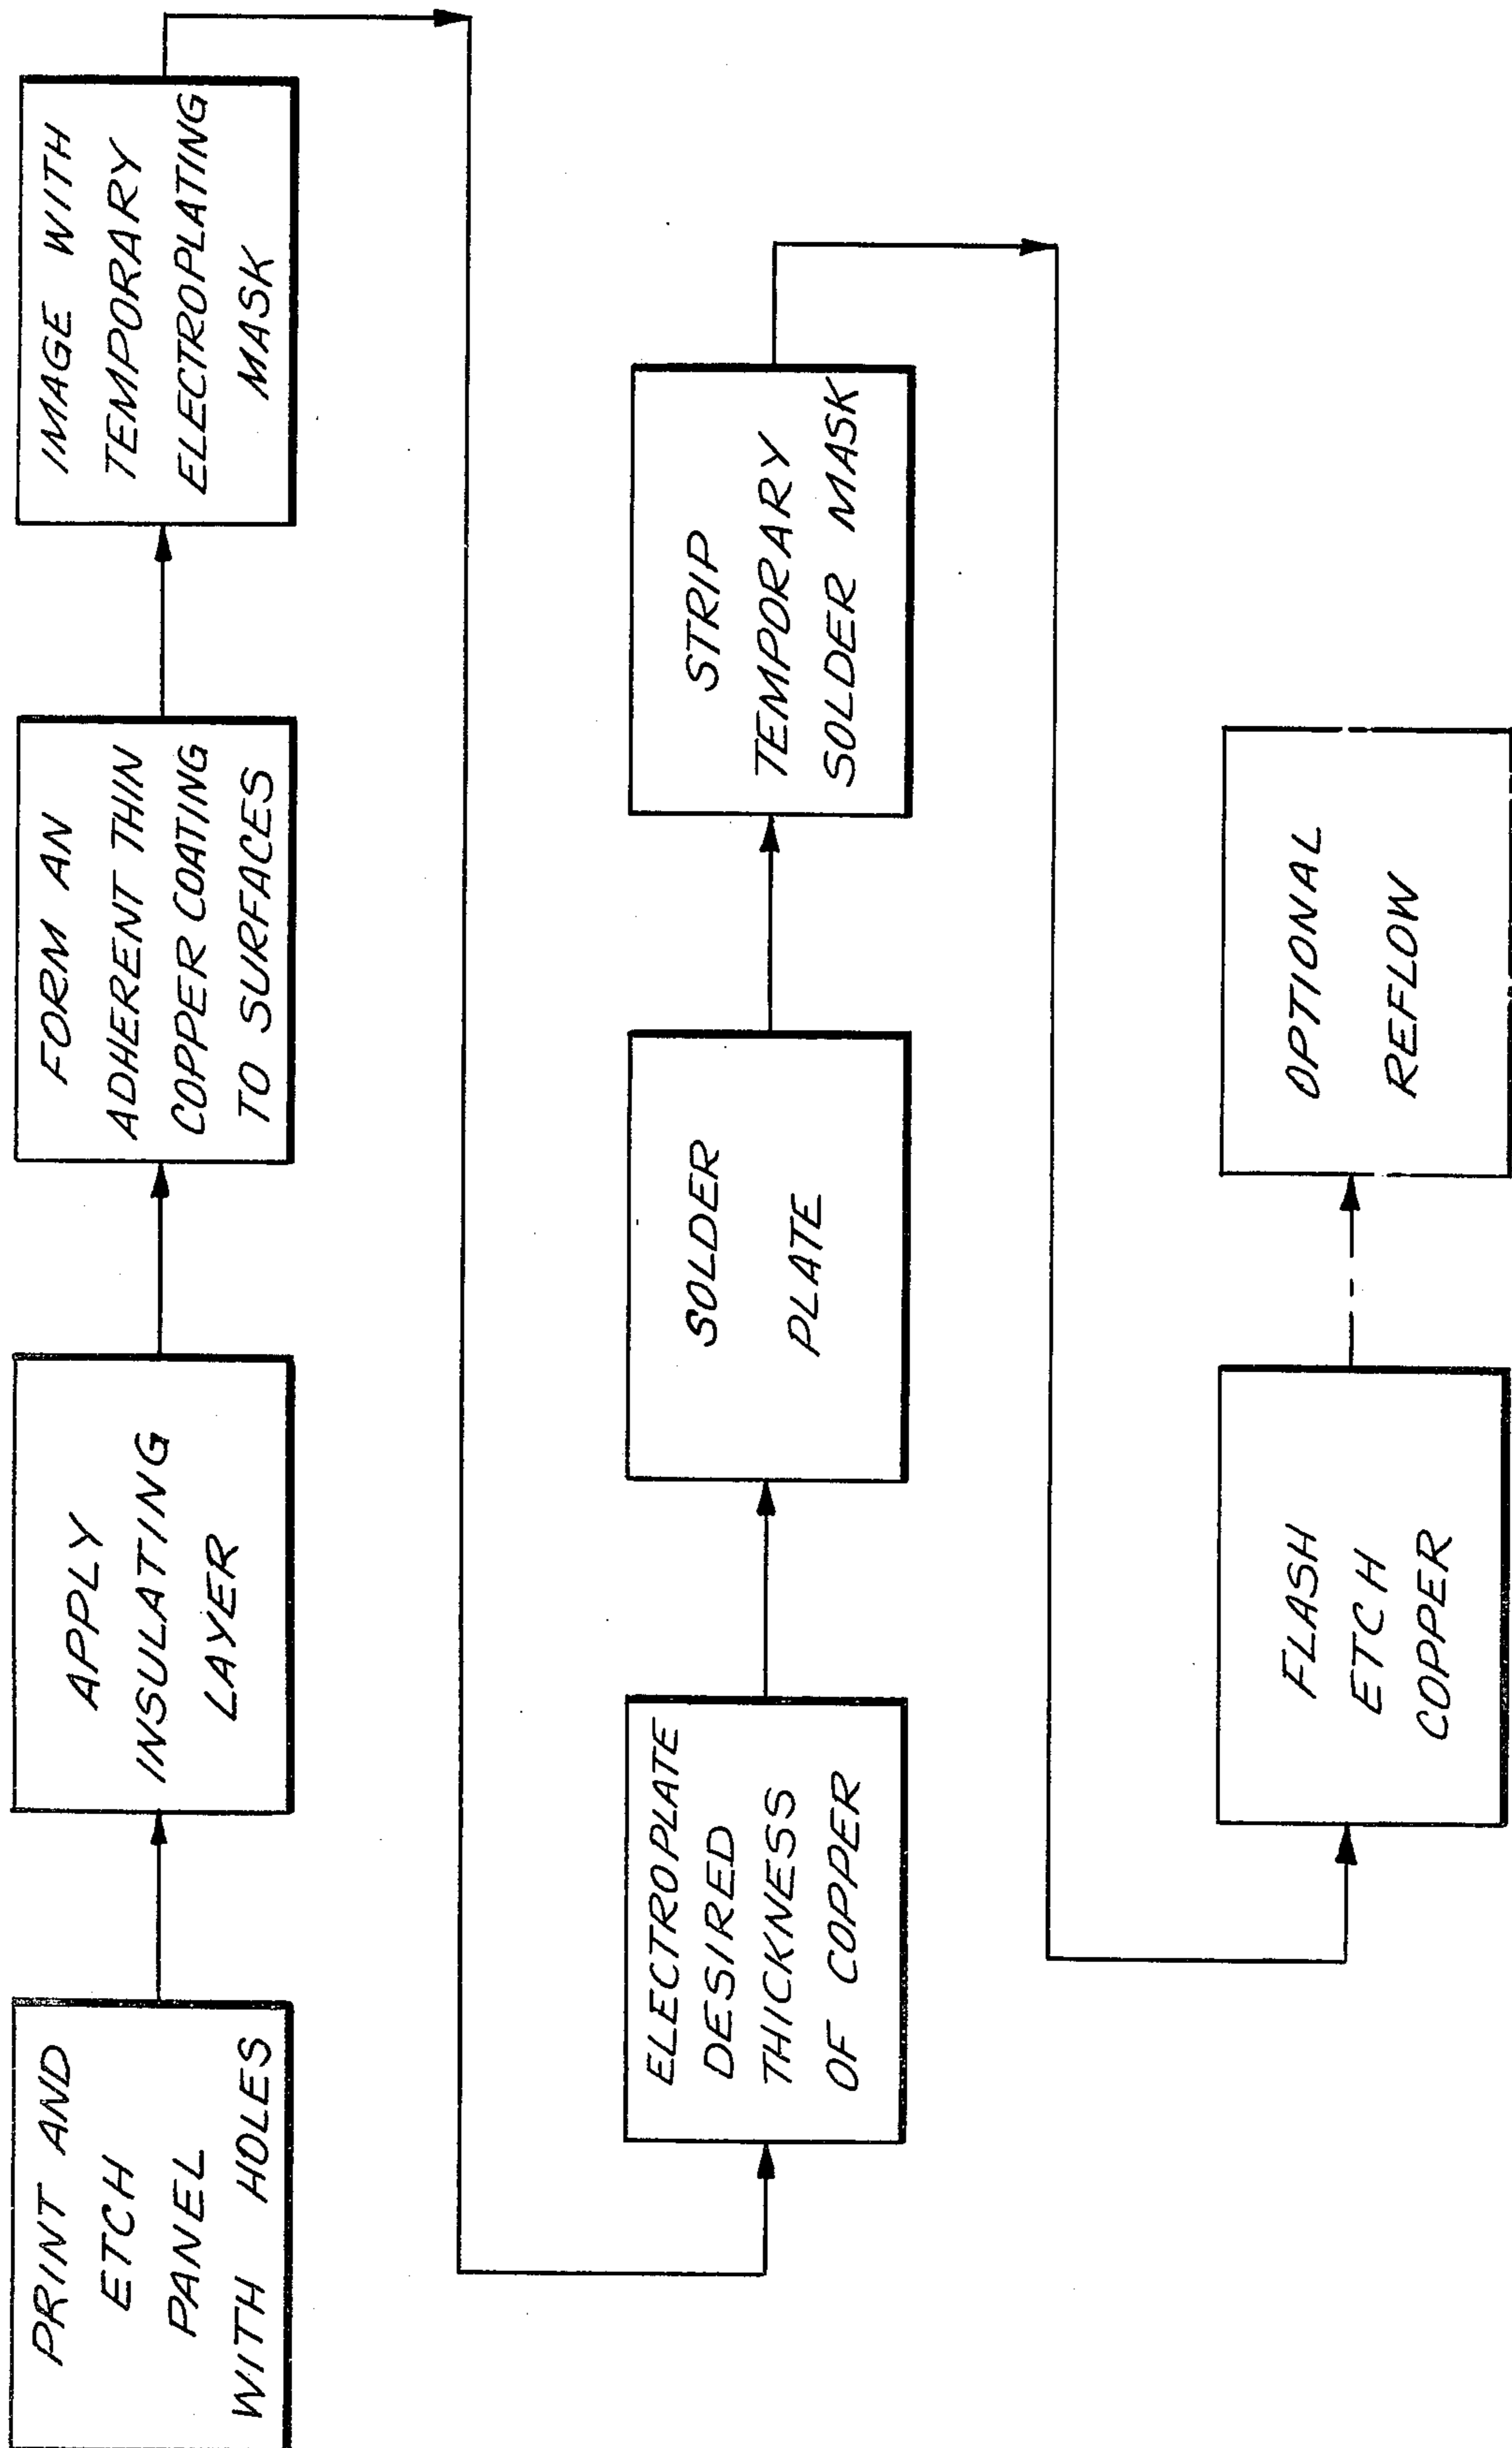 PRINT AND
ETCH
PANEL
WITH HOLES
APPLY
INSULATING
LAYER
FORM AN
ADHERENT THIN
COPPER COATING
TO SURFACES
IMAGE WITH
TEMPORARY
ELECTROPLATING
MASK
ELECTROPLATE
DESIRED
THICKNESS
OF COPPER
SOLDER
PLATE
STRIP
TEMPORARY
SOLDER MASK
FLASH
ETCH
COPPER
OPTIONAL
REFLOW